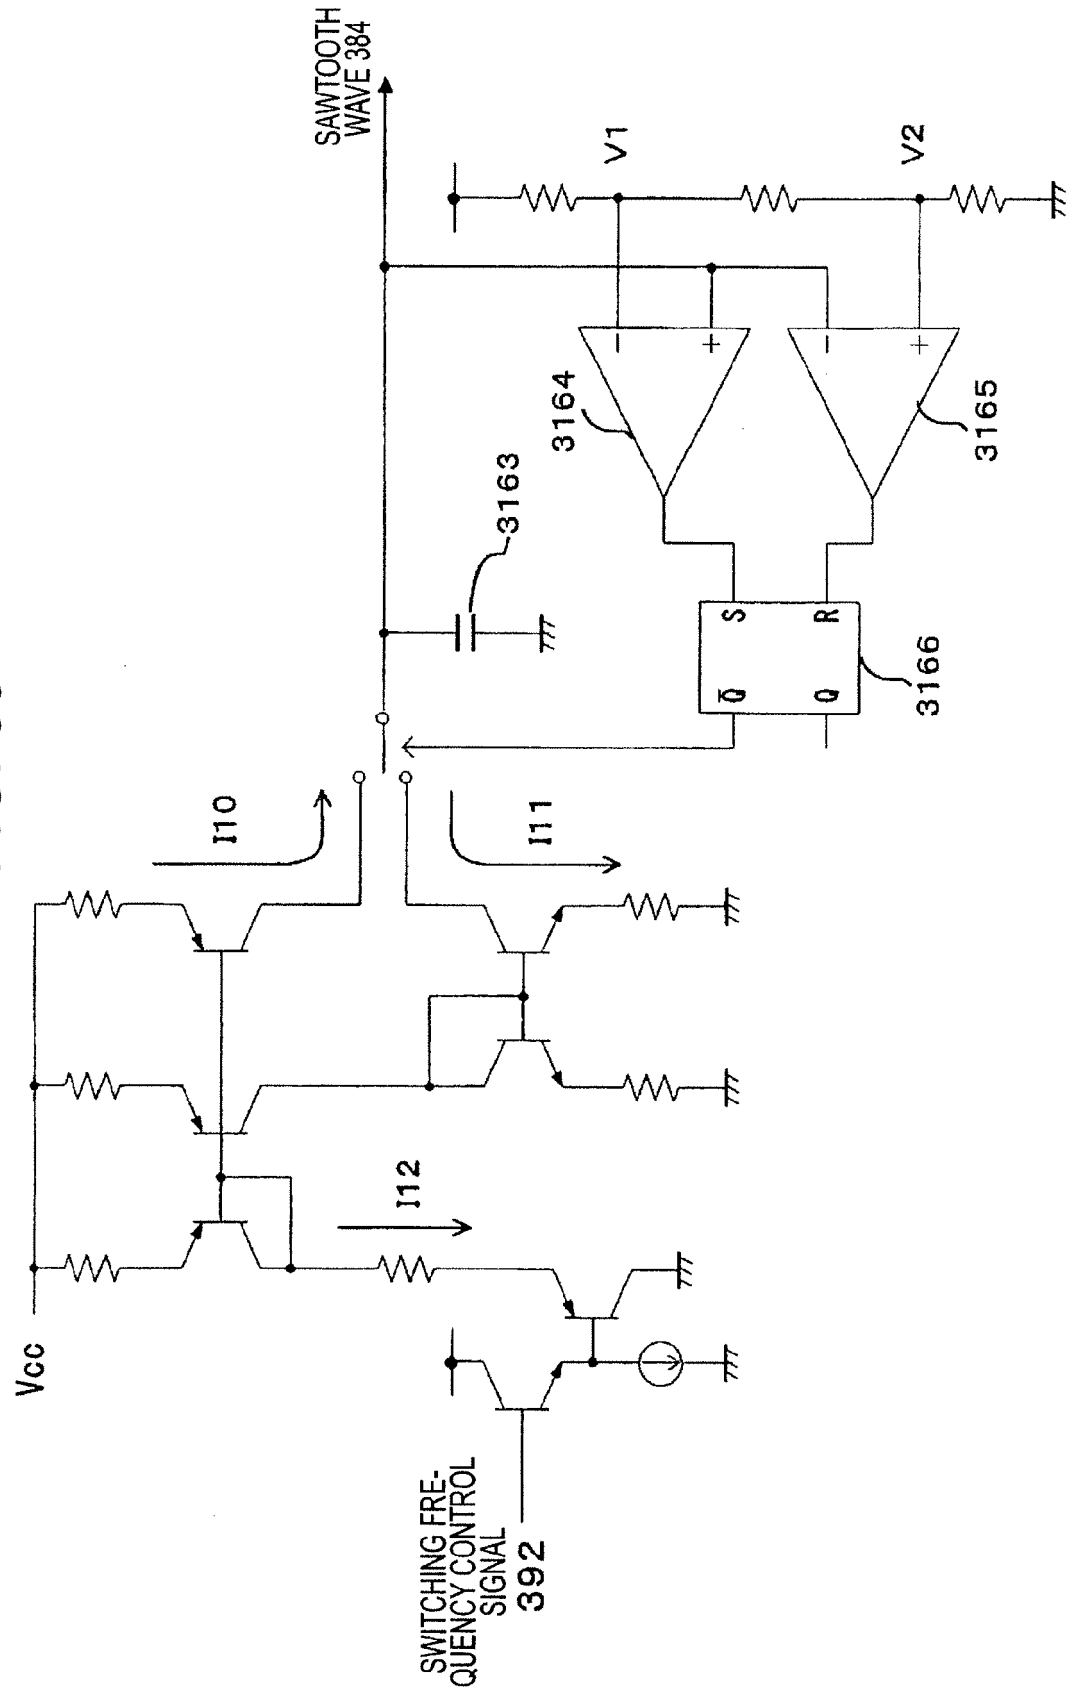 Vcc
I10
I11
I12
SWITCHING FRE-
QUENCY CONTROL
SIGNAL
392
SAWTOOTH
WAVE 384
3163
3164
3165
3166
V1
V2
−
+
−
+
S
R
Q̅
Q